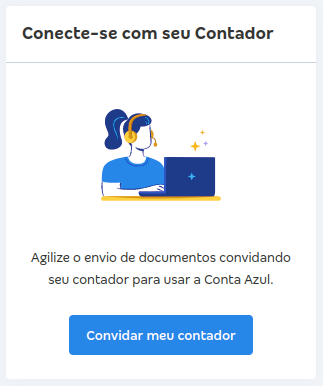 Conecte-se com seu Contador
Agilize o envio de documentos convidando
seu contador para usar a Conta Azul.
Convidar meu contador